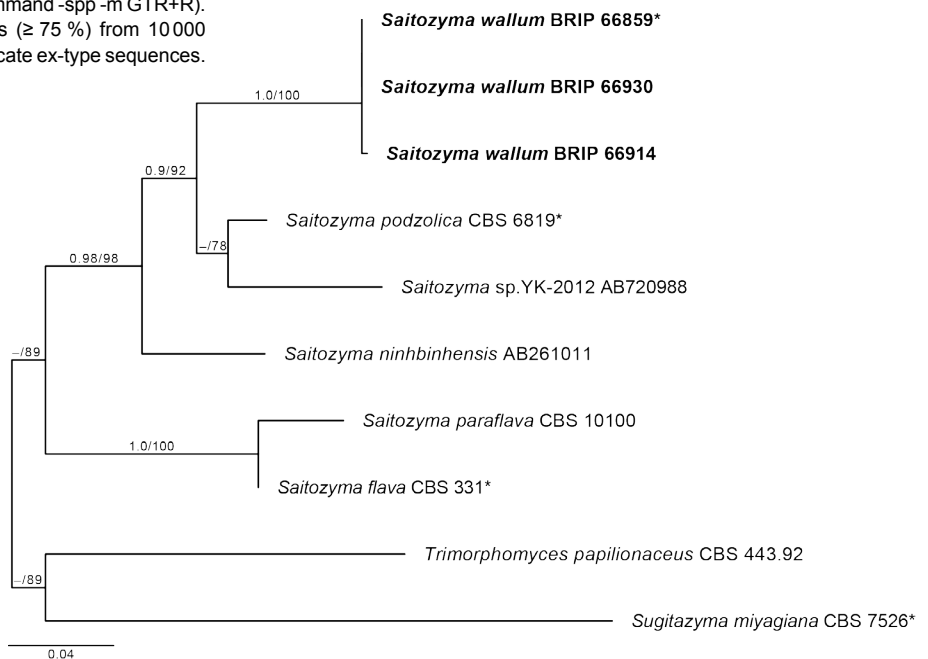 -spp -m GTR+R).
(≥ 75 %) from 10 000
ex-type sequences.
Saitozyma wallum BRIP 66859*
Saitozyma wallum BRIP 66930
1.0/100
Saitozyma wallum BRIP 66914
0.9/92
Saitozyma podzolica CBS 6819*
–/78
0.98/98
Saitozyma sp.YK-2012 AB720988
Saitozyma ninhbinhensis AB261011
–/89
Saitozyma paraflava CBS 10100
1.0/100
Saitozyma flava CBS 331*
Trimorphomyces papilionaceus CBS 443.92
–/89
Sugitazyma miyagiana CBS 7526*
0.04